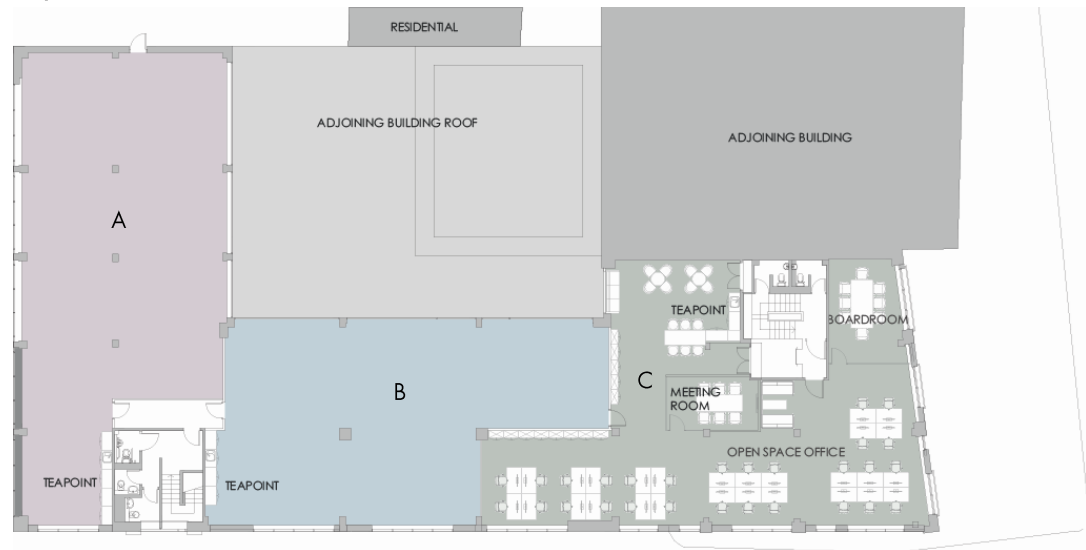 RESIDENTIAL
ADJOINING BUILDING ROOF
ADJOINING BUILDING
A
TEAPOINT
BOARDROOM
B
C
MEETING
ROOM
OPEN SPACE OFFICE
TEAPOINT
TEAPOINT